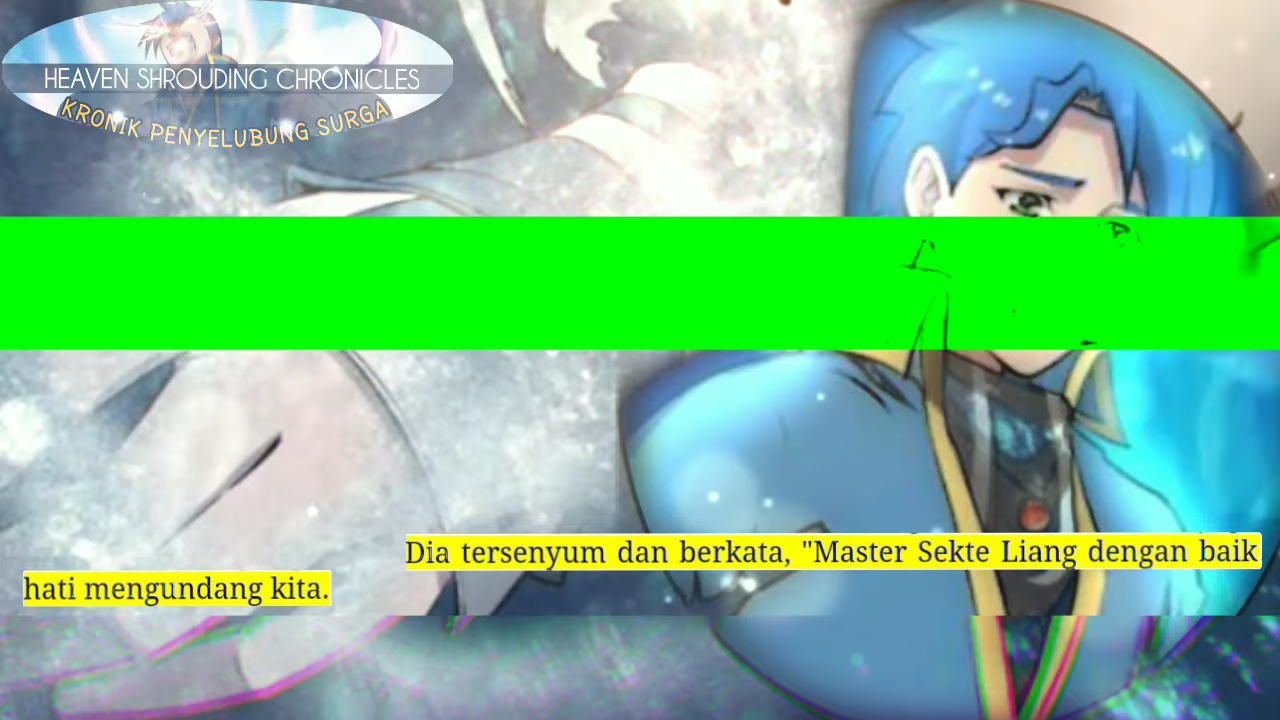 HEAVEN SHROUDING CHRONICLES
KRONIK PENYELUBUNG SURGA
Dia tersenyum dan berkata, "Master Sekte Liang dengan baik
hati mengundang kita.